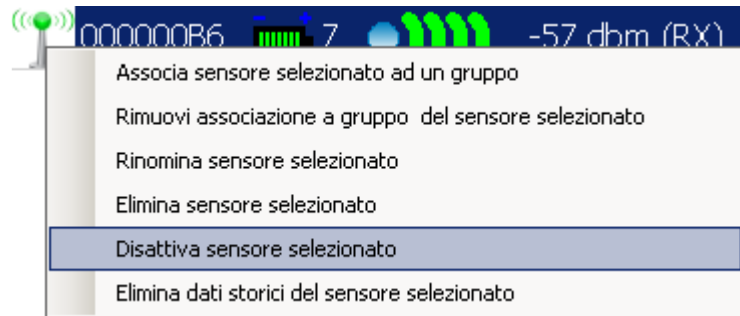 000000B6 7 -57 dbm (RX)
Associa sensore selezionato ad un gruppo
Rimuovi associazione a gruppo del sensore selezionato
Rinomina sensore selezionato
Elimina sensore selezionato
Disattiva sensore selezionato
Elimina dati storici del sensore selezionato